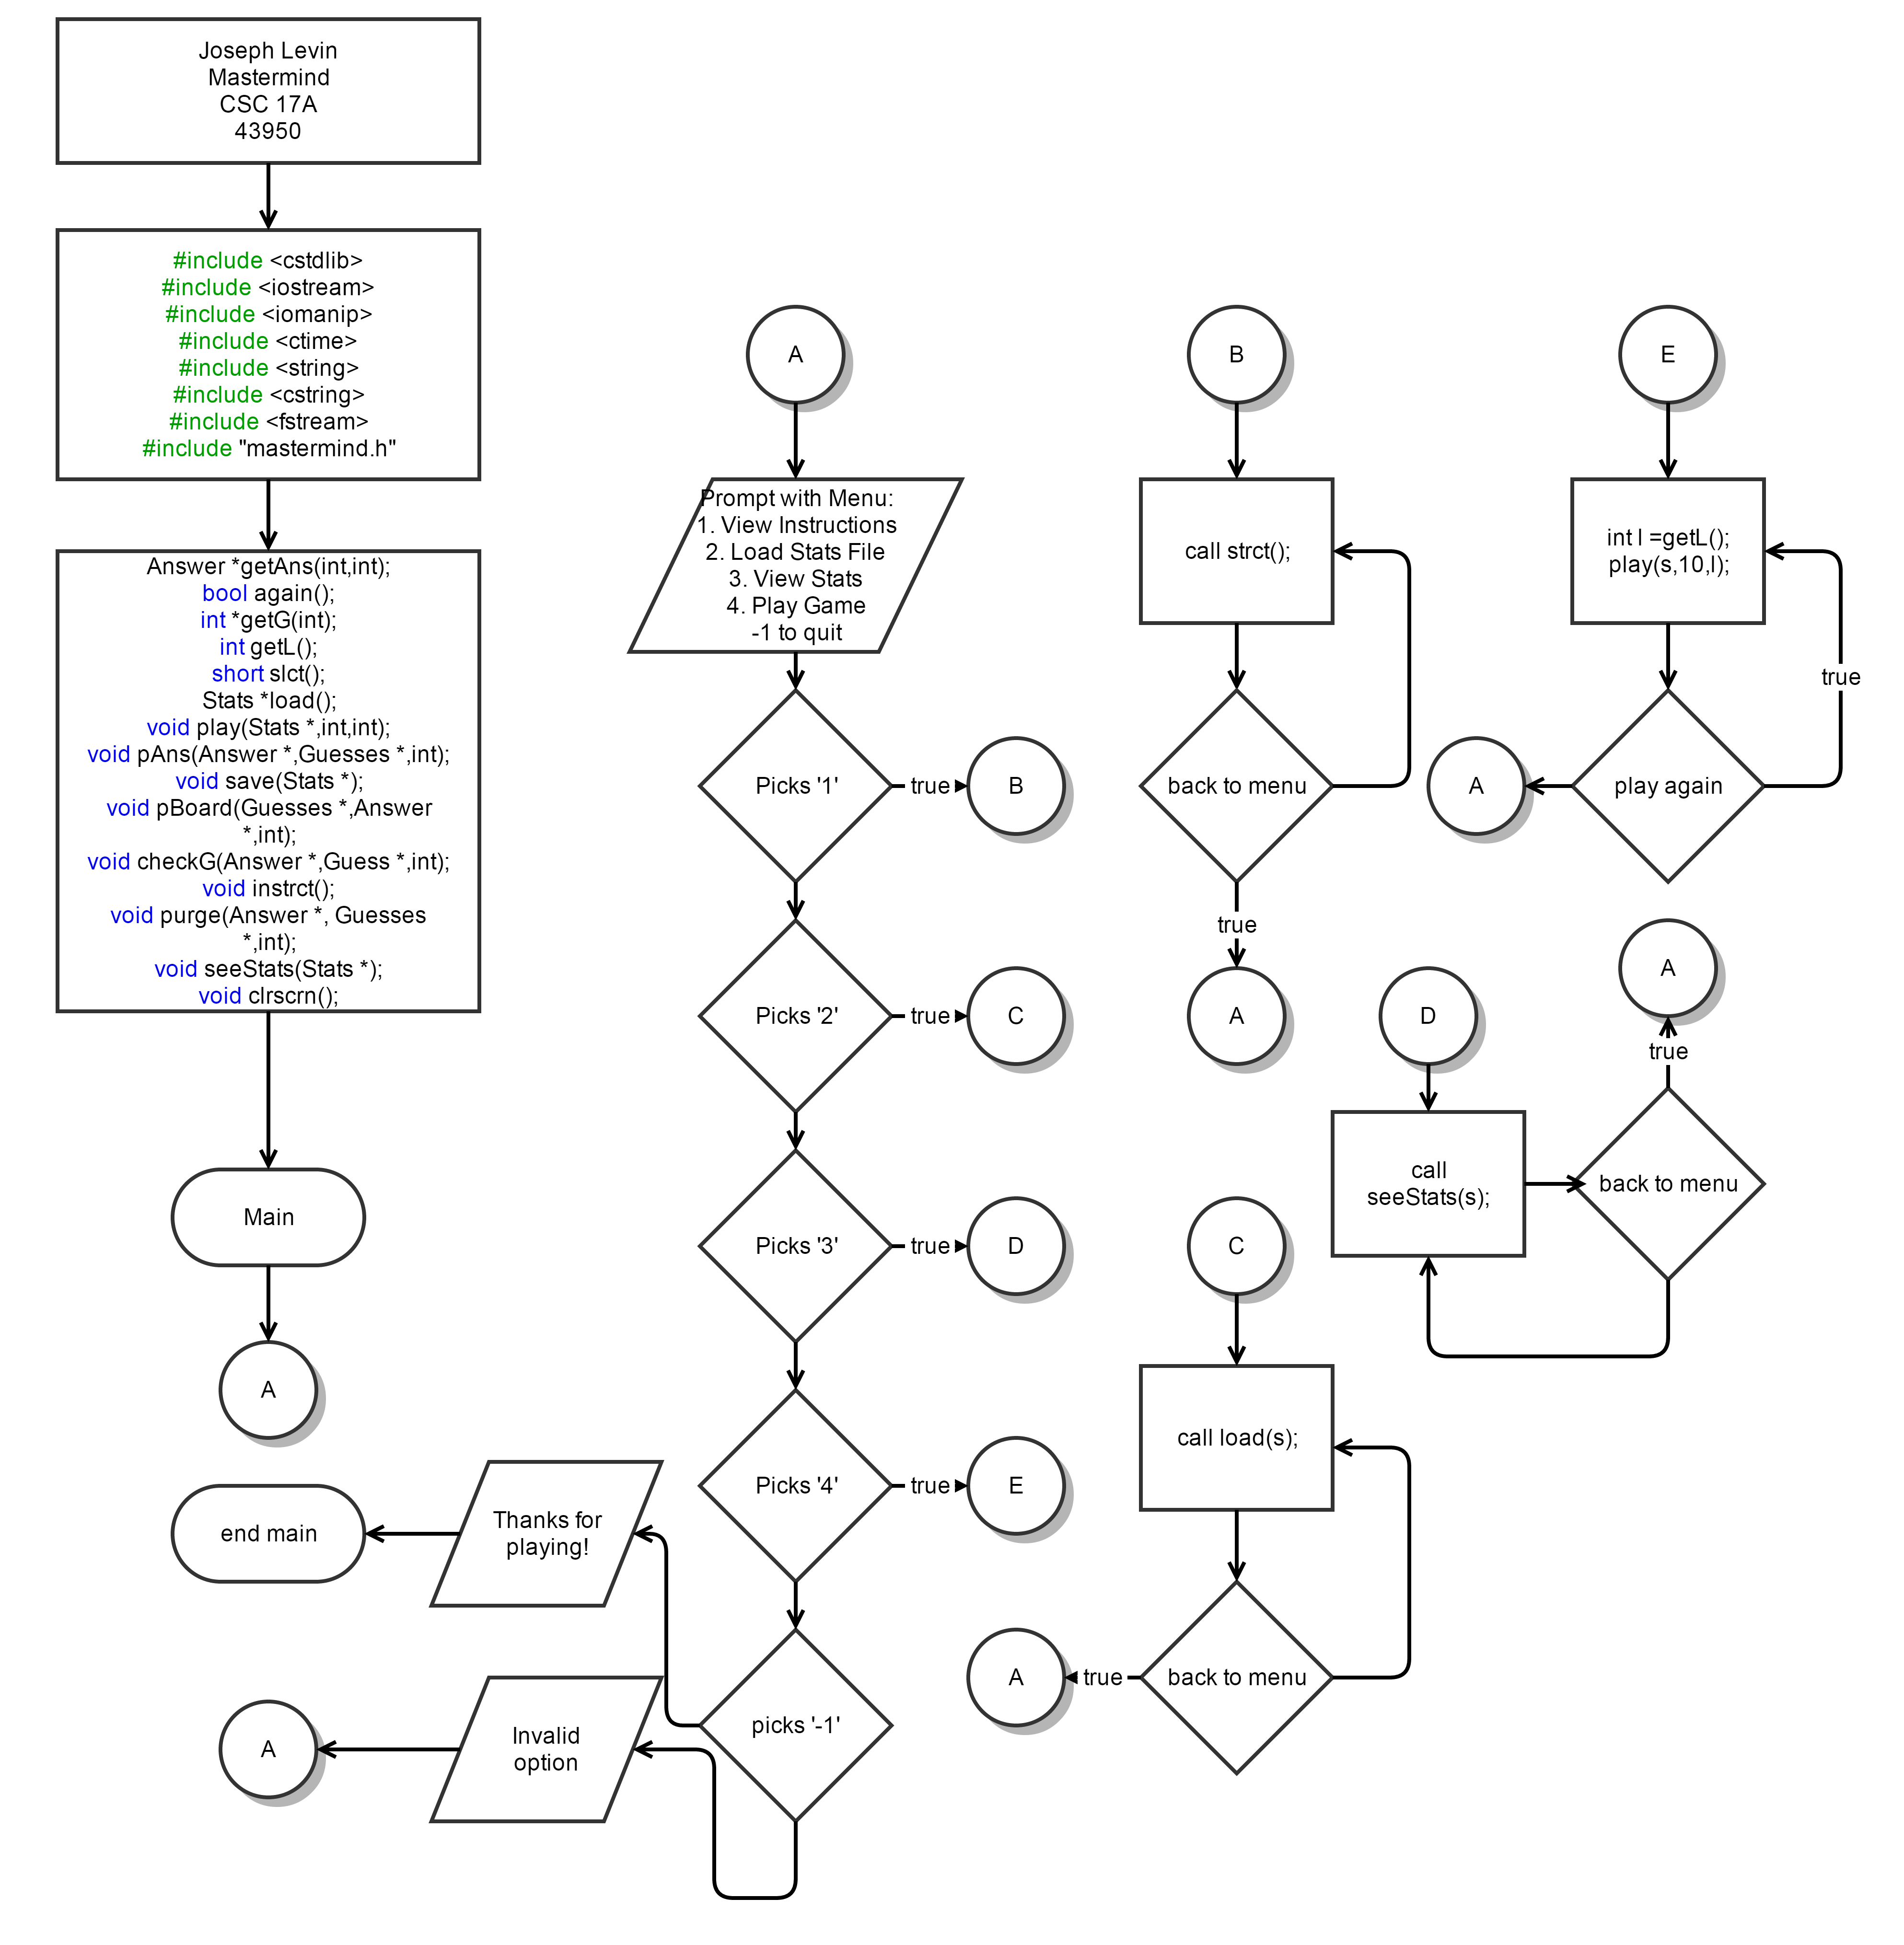 Joseph Levin
Mastermind
CSC 17A
43950
#include <cstdlib>
#include <iostream>
#include <iomanip>
#include <ctime>
#include <string>
#include <cstring>
#include <fstream>
#include "mastermind.h"
Answer *getAns(int,int);
bool again();
int *getG(int);
int getL();
short slct();
Stats *load();
void play(Stats *,int,int);
void pAns(Answer *,Guesses *,int);
void save(Stats *);
void pBoard(Guesses *,Answer
*,int);
void checkG(Answer *,Guess *,int);
void instrct();
void purge(Answer *, Guesses
*,int);
void seeStats(Stats *);
void clrscrn();
Main
A
end main
Thanks for
playing!
A
Invalid
option
A
Prompt with Menu:
1. View Instructions
2. Load Stats File
3. View Stats
4. Play Game
-1 to quit
Picks '1'
true
B
Picks '2'
true
C
Picks '3'
true
D
Picks '4'
true
E
picks '-1'
B
call strct();
back to menu
true
A
E
int l =getL();
play(s,10,l);
true
play again
A
D
call
seeStats(s);
back to menu
true
A
C
call load(s);
back to menu
true
A